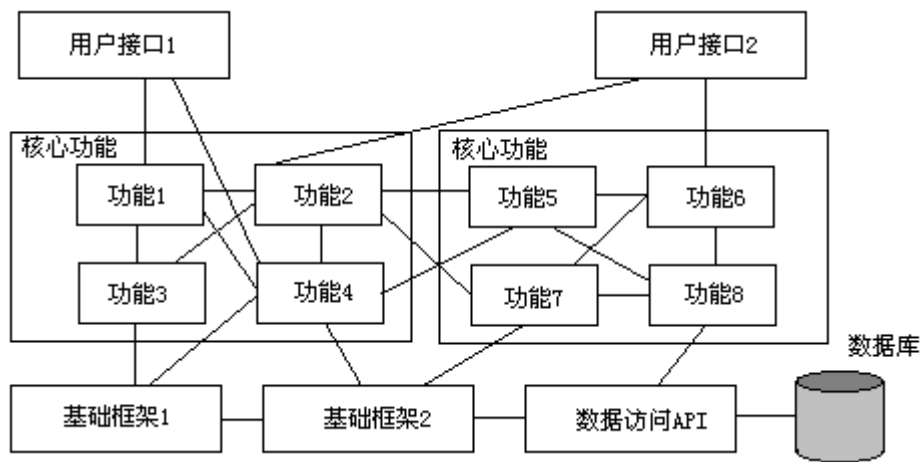 用户接口1
用户接口2
核心功能
核心功能
功能1
功能2
功能5
功能6
功能3
功能4
功能7
功能8
数据库
基础框架1
基础框架2
数据访问API